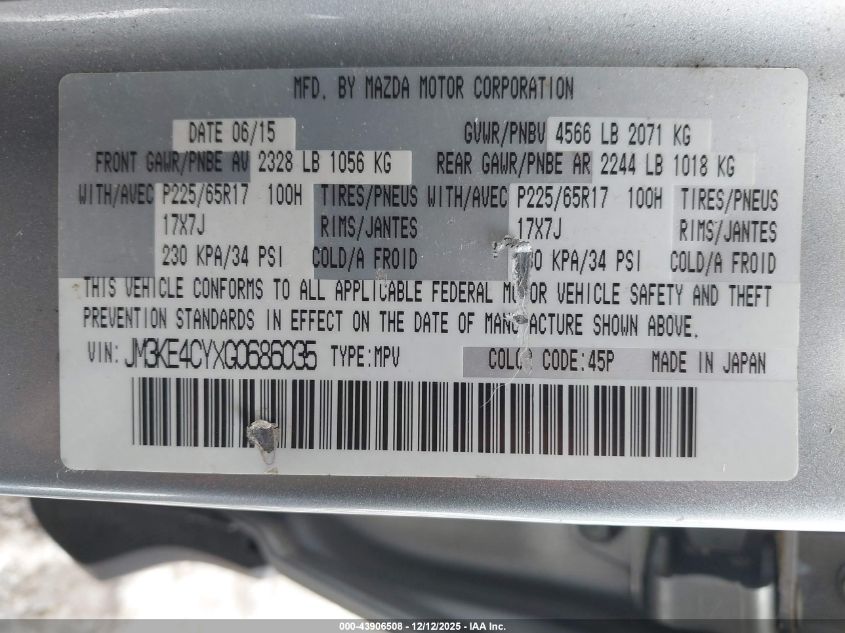 MFD. BY MAZDA MOTOR CORPORATION
DATE 06/15 GVWR/PNBV 4566 LB 2071 KG
FRONT GAWR/PNBE AV 2328 LB 1056 KG REAR GAWR/PNBE AR 2244 LB 1018 KG
WITH/AVEC P225/65R17 100H TIRES/PNEUS WITH/AVEC P225/65R17 100H TIRES/PNEUS
17X7J RIMS/JANTES 17X7J RIMS/JANTES
230 KPA/34 PSI COLD/A FROID KPA/34 PSI COLD/A FROID
THIS VEHICLE CONFORMS TO ALL APPLICABLE FEDERAL MOTOR VEHICLE SAFETY AND THEFT
PREVENTION STANDARDS IN EFFECT ON THE DATE OF MANUFACTURE SHOWN ABOVE.
VIN: JM3KE4CYXG0686035 TYPE:MPV COLOR CODE:45P MADE IN JAPAN
000-43906508 - 12/12/2025 - IAA Inc.